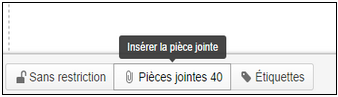 Insérer la pièce jointe
Sans restriction Pièces jointes 40 Étiquettes